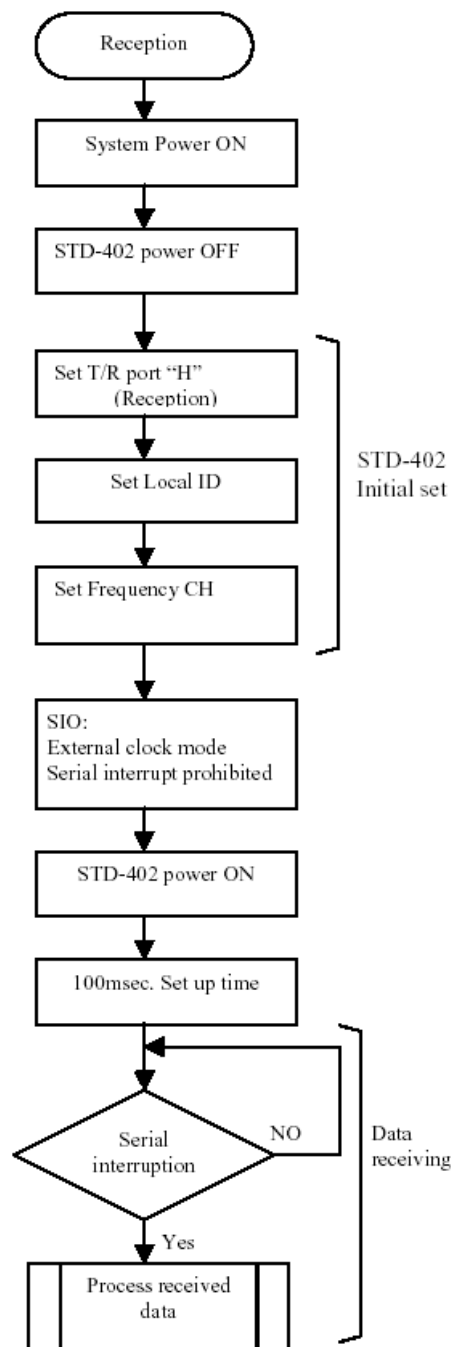 Reception
System Power ON
STD-402 power OFF
Set T/R port “H”
(Reception)
Set Local ID
Set Frequency CH
STD-402
Initial set
SIO:
External clock mode
Serial interrupt prohibited
STD-402 power ON
100msec. Set up time
Serial
interruption
NO
Data
receiving
Yes
Process received
data